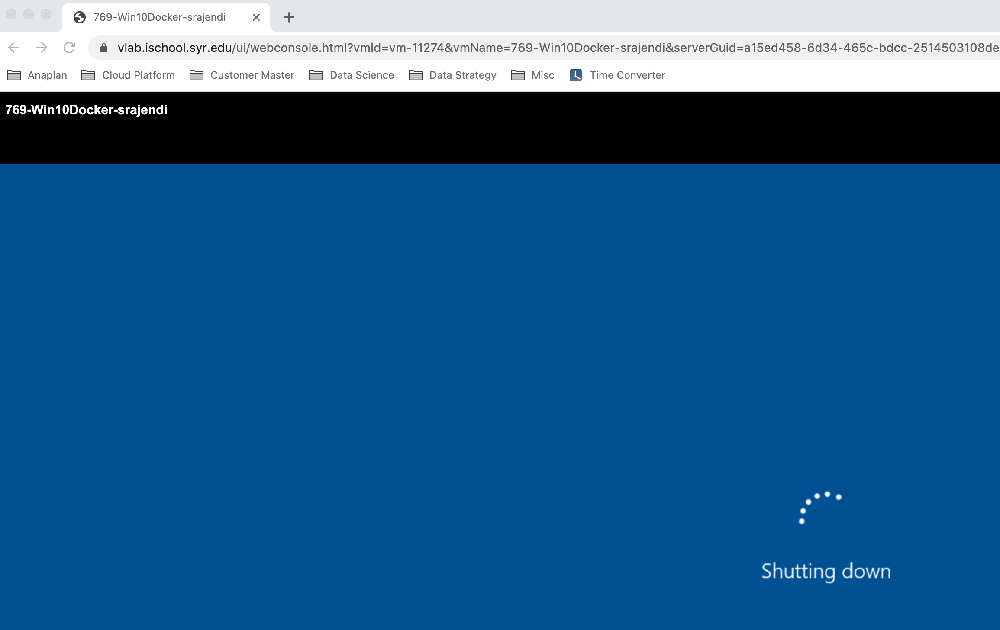 769-Win10Docker-srajendi
vlab.ischool.syr.edu/ui/webconsole.html?vmId=vm-11274&vmName=769-Win10Docker-srajendi&serverGuid=a15ed458-6d34-465c-bdcc-2514503108de
Anaplan Cloud Platform Customer Master Data Science Data Strategy Misc Time Converter
769-Win10Docker-srajendi
Shutting down